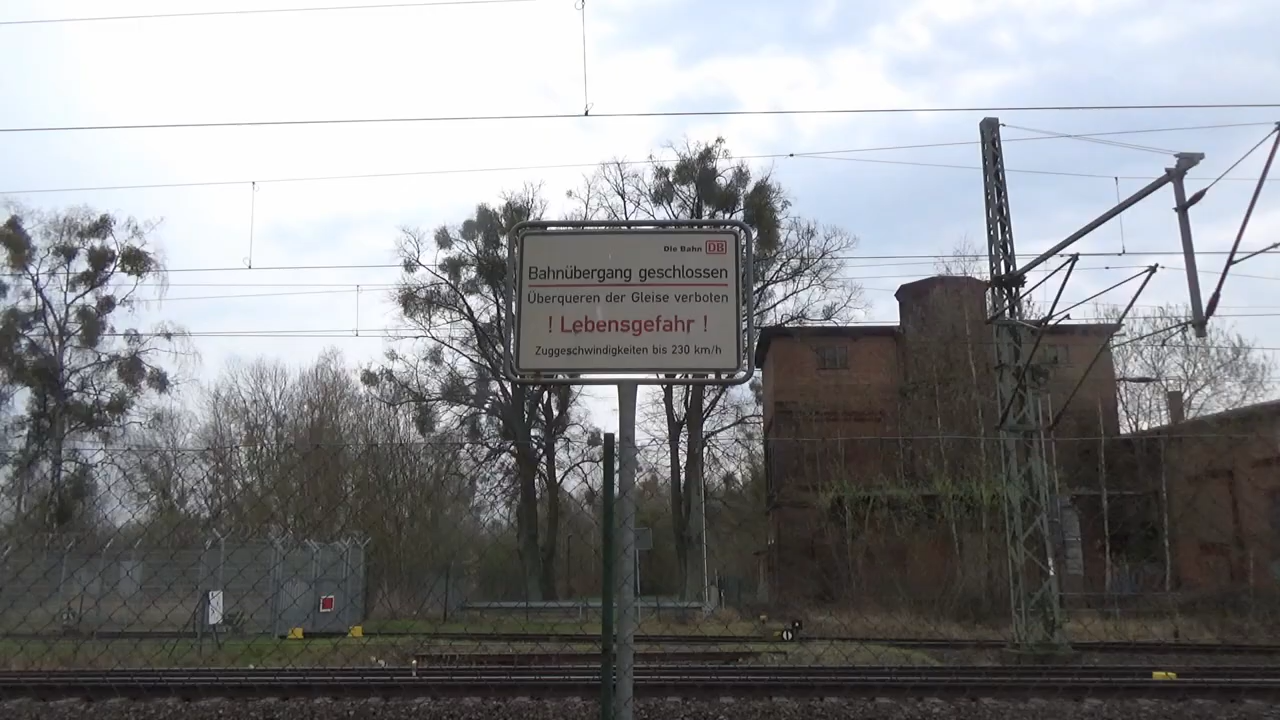 Die Bahn DB
Bahnübergang geschlossen
Überqueren der Gleise verboten
! Lebensgefahr !
Zuggeschwindigkeiten bis 230 km/h